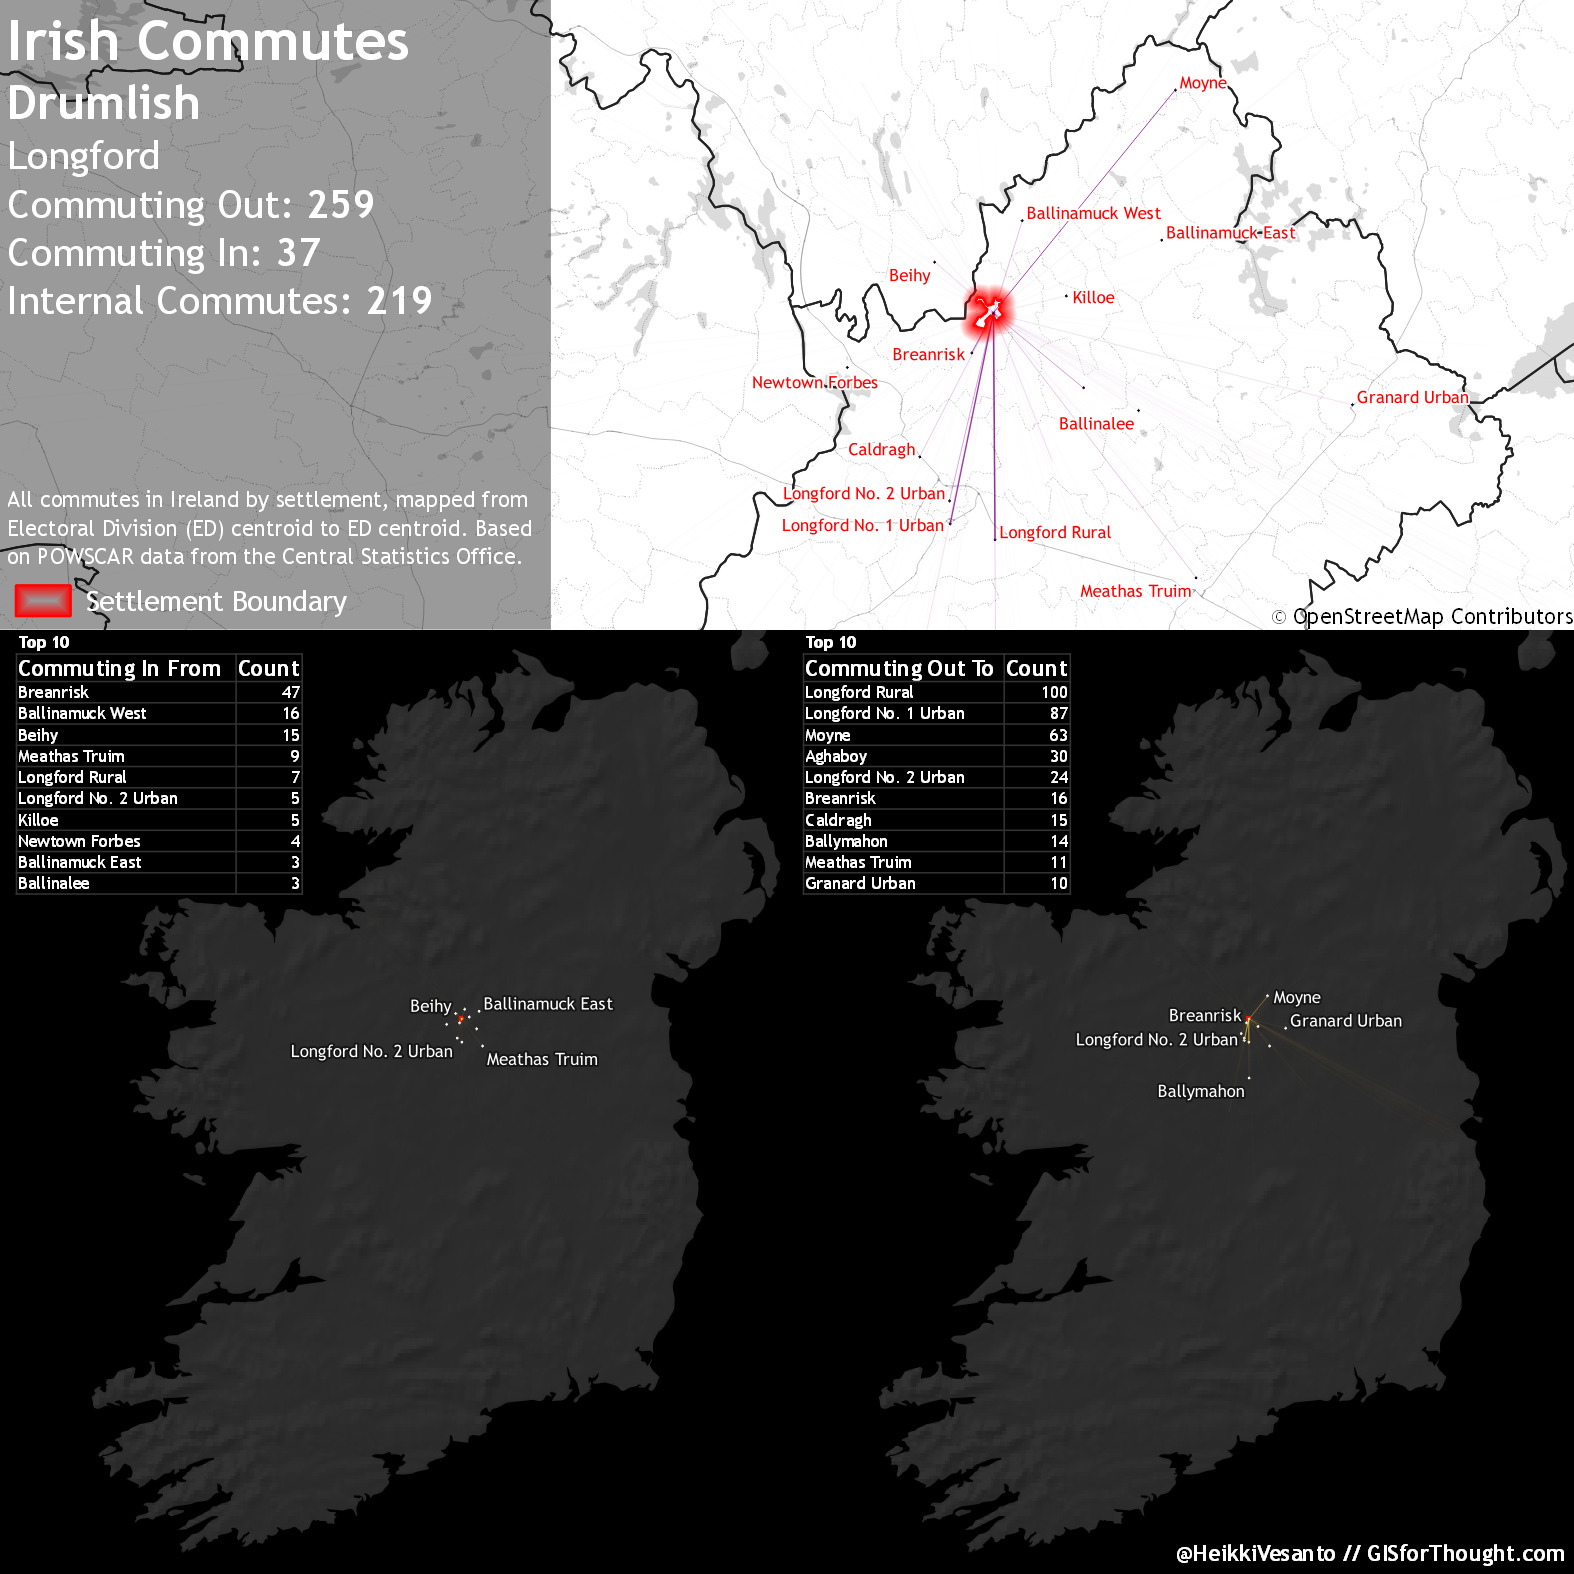 Irish Commutes
Drumlish
Longford
Commuting Out: 259
Commuting In: 37
Internal Commutes: 219
All commutes in Ireland by settlement, mapped from
Electoral Division (ED) centroid to ED centroid. Based
on POWSCAR data from the Central Statistics Office.
Settlement Boundary
Moyne
Ballinamuck West
Ballinamuck East
Beihy
Killoe
Breanrisk
Newtown Forbes
Granard Urban
Ballinalee
Caldragh
Longford No. 2 Urban
Longford No. 1 Urban
Longford Rural
Meathas Truim
© OpenStreetMap Contributors
Top 10
Commuting In From Count
Breanrisk 47
Ballinamuck West 16
Beihy 15
Meathas Truim 9
Longford Rural 7
Longford No. 2 Urban 5
Killoe 5
Newtown Forbes 4
Ballinamuck East 3
Ballinalee 3
Beihy
Ballinamuck East
Longford No. 2 Urban
Meathas Truim
Top 10
Commuting Out To Count
Longford Rural 100
Longford No. 1 Urban 87
Moyne 63
Aghaboy 30
Longford No. 2 Urban 24
Breanrisk 16
Caldragh 15
Ballymahon 14
Meathas Truim 11
Granard Urban 10
Moyne
Breanrisk
Granard Urban
Longford No. 2 Urban
Ballymahon
@HeikkiVesanto // GISforThought.com